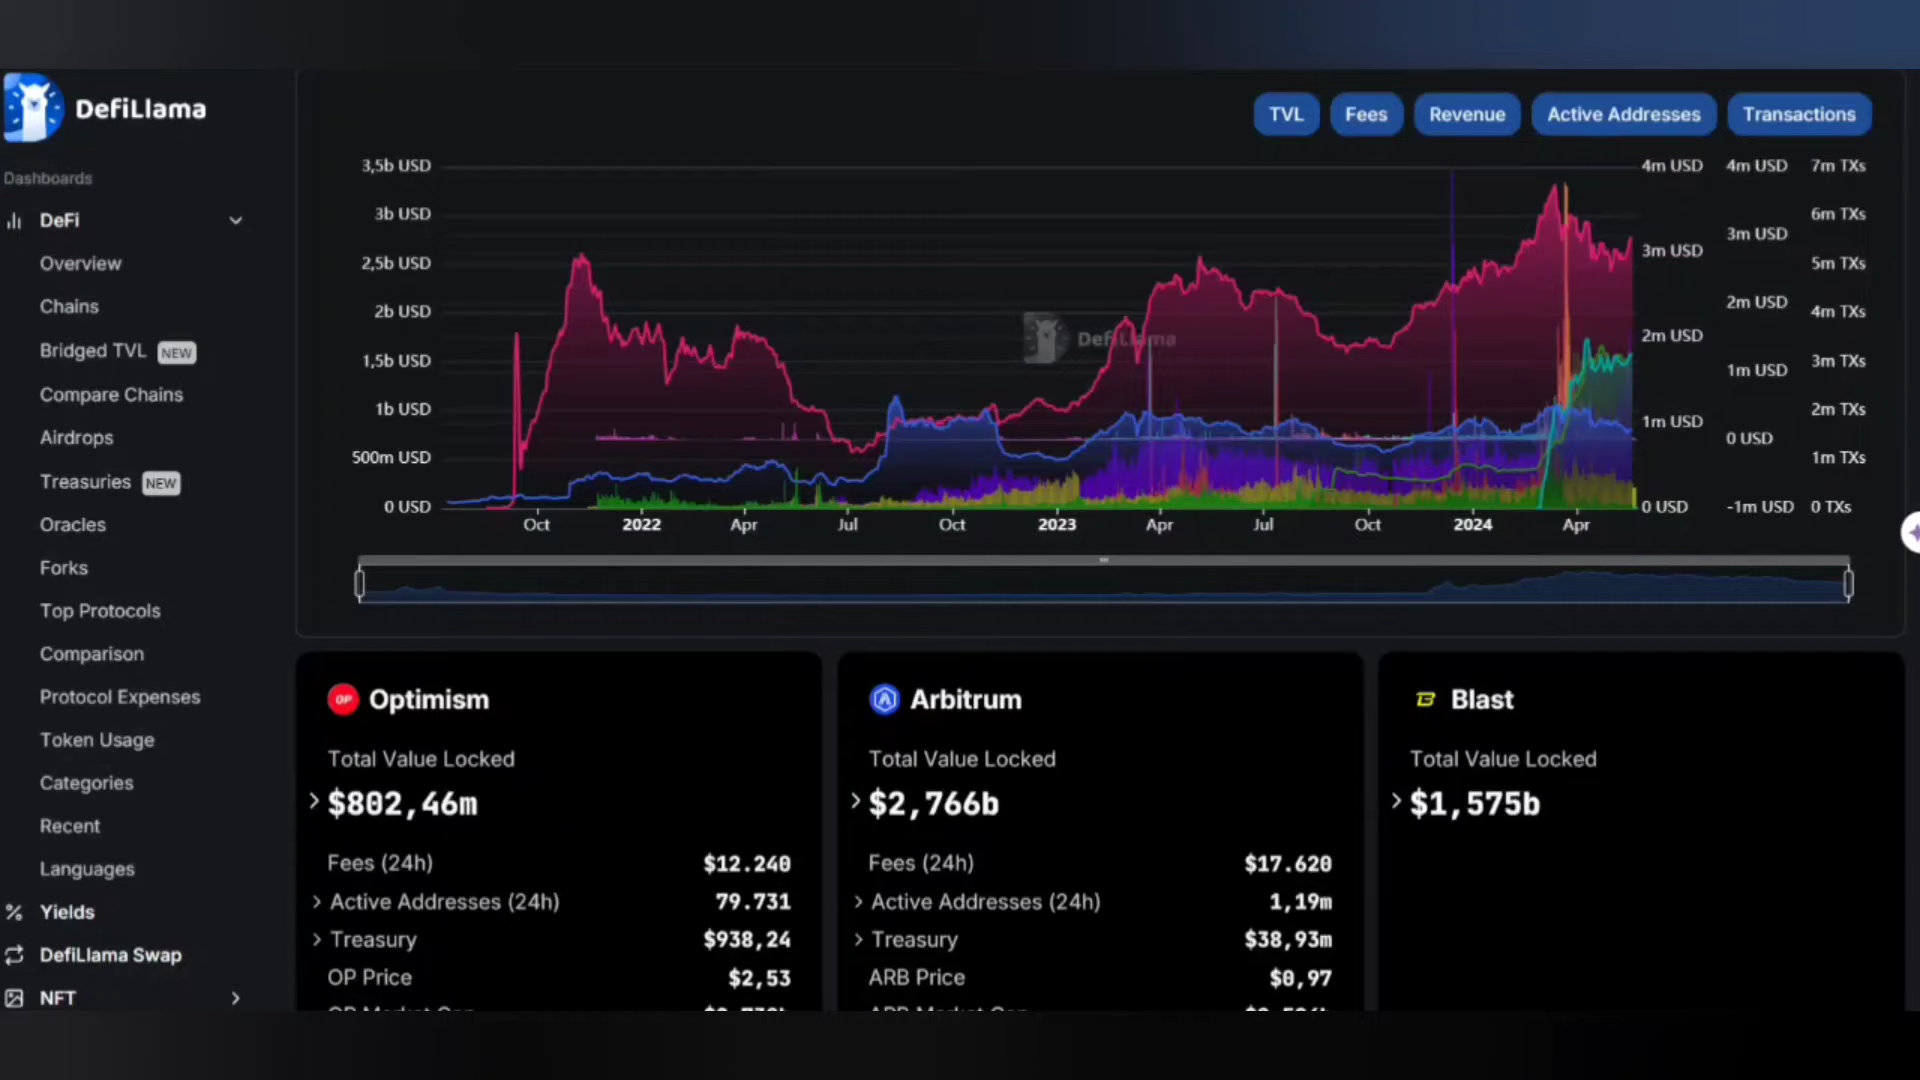 DefiLlama
Dashboards
DeFi
Overview
Chains
Bridged TVL NEW
Compare Chains
Airdrops
Treasuries NEW
Oracles
Forks
Top Protocols
Comparison
Protocol Expenses
Token Usage
Categories
Recent
Languages
Yields
DefiLlama Swap
NFT
TVL Fees Revenue Active Addresses Transactions
3,5b USD
3b USD
2,5b USD
2b USD
1,5b USD
1b USD
500m USD
0 USD
DefiLlama
4m USD
3m USD
2m USD
1m USD
0 USD
4m USD
3m USD
2m USD
1m USD
0 USD
-1m USD
7m TXs
6m TXs
5m TXs
4m TXs
3m TXs
2m TXs
1m TXs
0 TXs
Oct 2022 Apr Jul Oct 2023 Apr Jul Oct 2024 Apr
OP Optimism
Total Value Locked
$802,46m
Fees (24h) $12.240
Active Addresses (24h) 79.731
Treasury $938,24
OP Price $2,53
Arbitrum
Total Value Locked
$2,766b
Fees (24h) $17.620
Active Addresses (24h) 1,19m
Treasury $38,93m
ARB Price $0,97
Blast
Total Value Locked
$1,575b